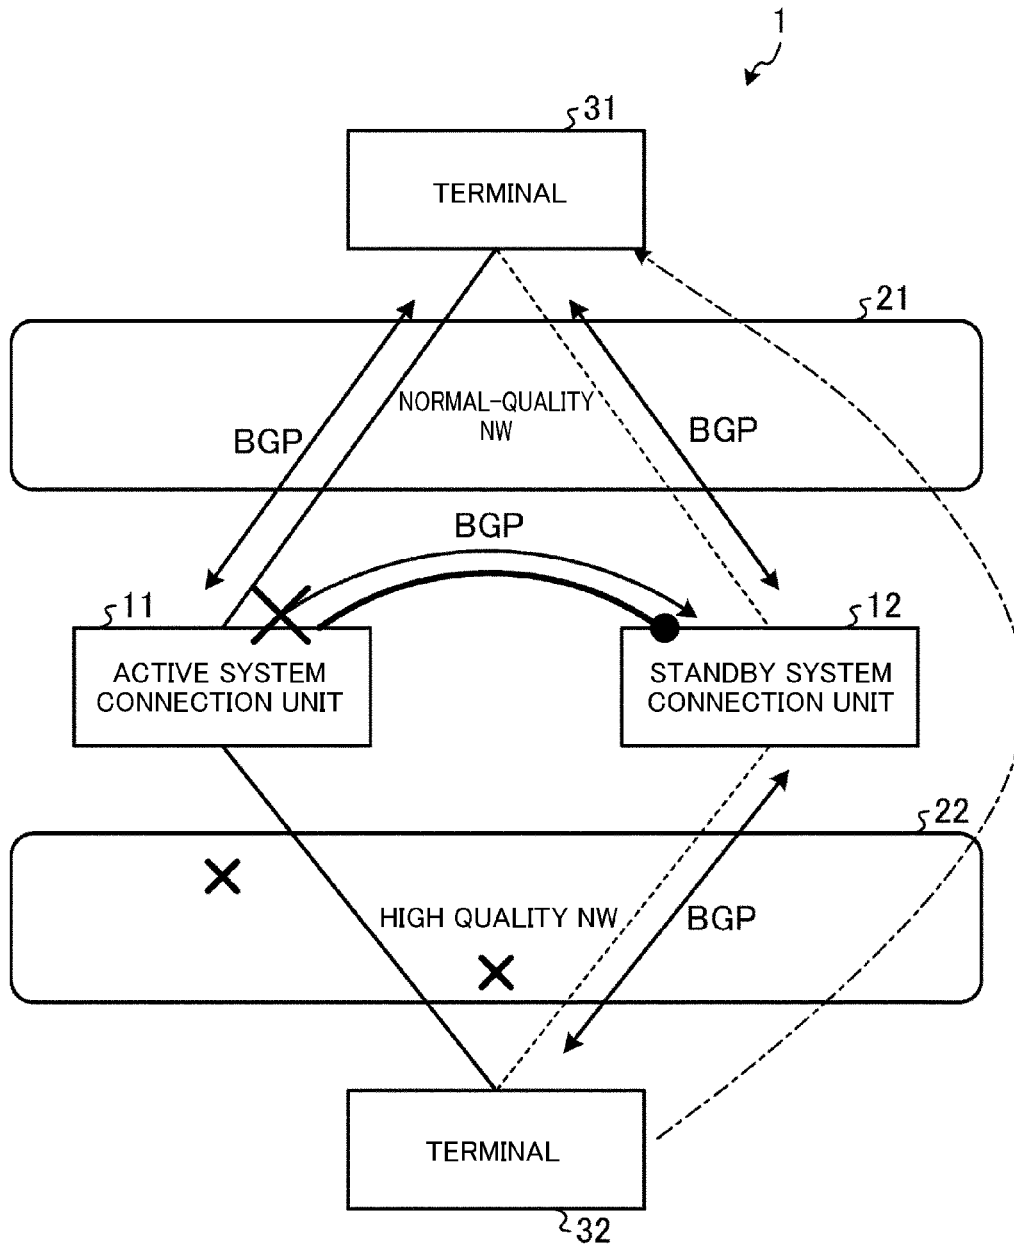 1
31
TERMINAL
21
NORMAL-QUALITY
NW
BGP
BGP
BGP
11
12
ACTIVE SYSTEM
CONNECTION UNIT
STANDBY SYSTEM
CONNECTION UNIT
22
HIGH QUALITY NW
BGP
TERMINAL
32